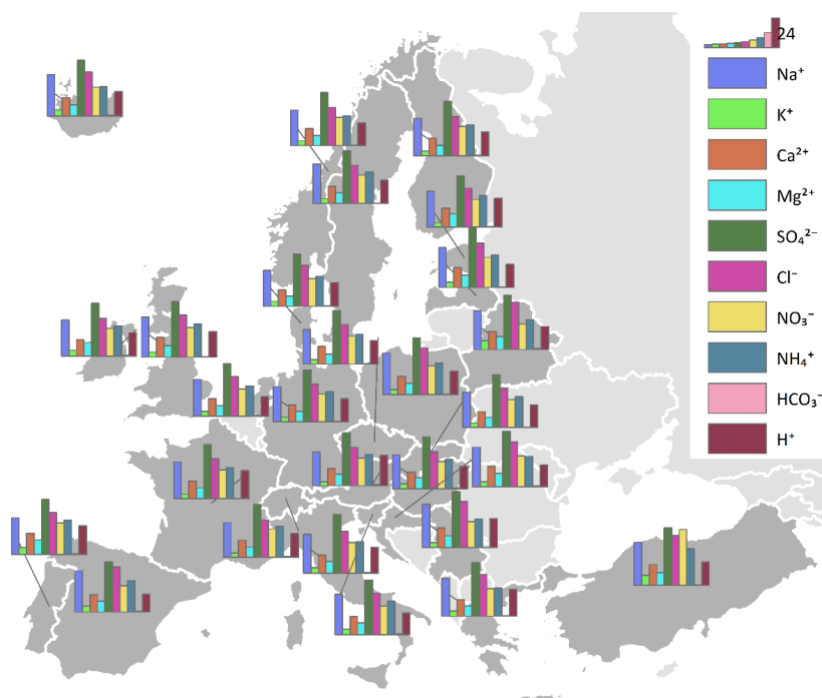 24
Na⁺
K⁺
Ca²⁺
Mg²⁺
SO₄²⁻
Cl⁻
NO₃⁻
NH₄⁺
HCO₃⁻
H⁺